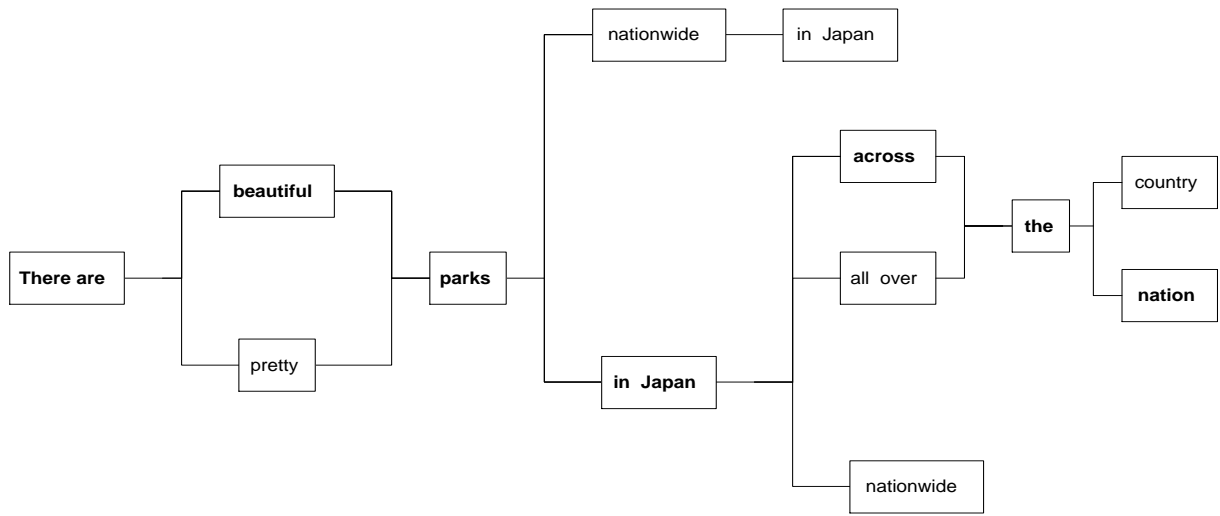 nationwide
in Japan
across
country
beautiful
the
There are
parks
all over
nation
pretty
in Japan
nationwide